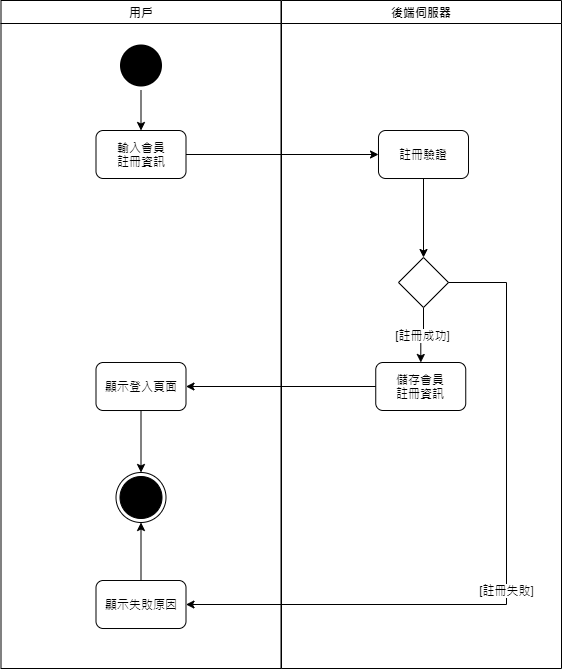 用戶
後端伺服器
輸入會員
註冊資訊
註冊驗證
[註冊成功]
顯示登入頁面
儲存會員
註冊資訊
[註冊失敗]
顯示失敗原因